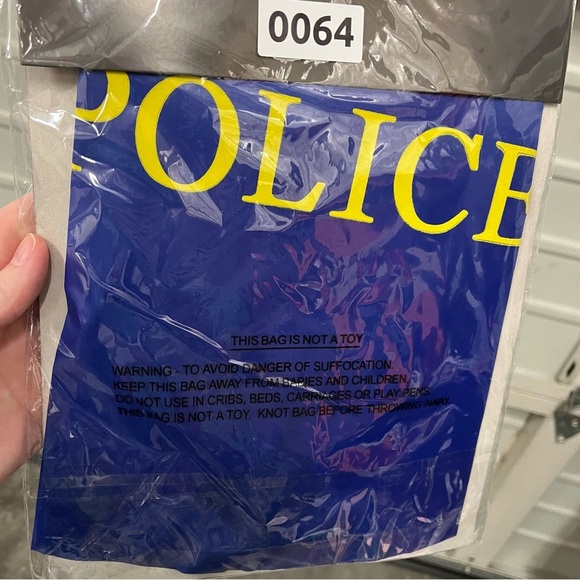 0064
POLICE
THIS BAG IS NOT A TOY
WARNING - TO AVOID DANGER OF SUFFOCATION.
KEEP THIS BAG AWAY FROM BABIES AND CHILDREN.
DO NOT USE IN CRIBS, BEDS, CARRIAGES OR PLAY PENS.
THIS BAG IS NOT A TOY. KNOT BAG BEFORE THROWING AWAY.